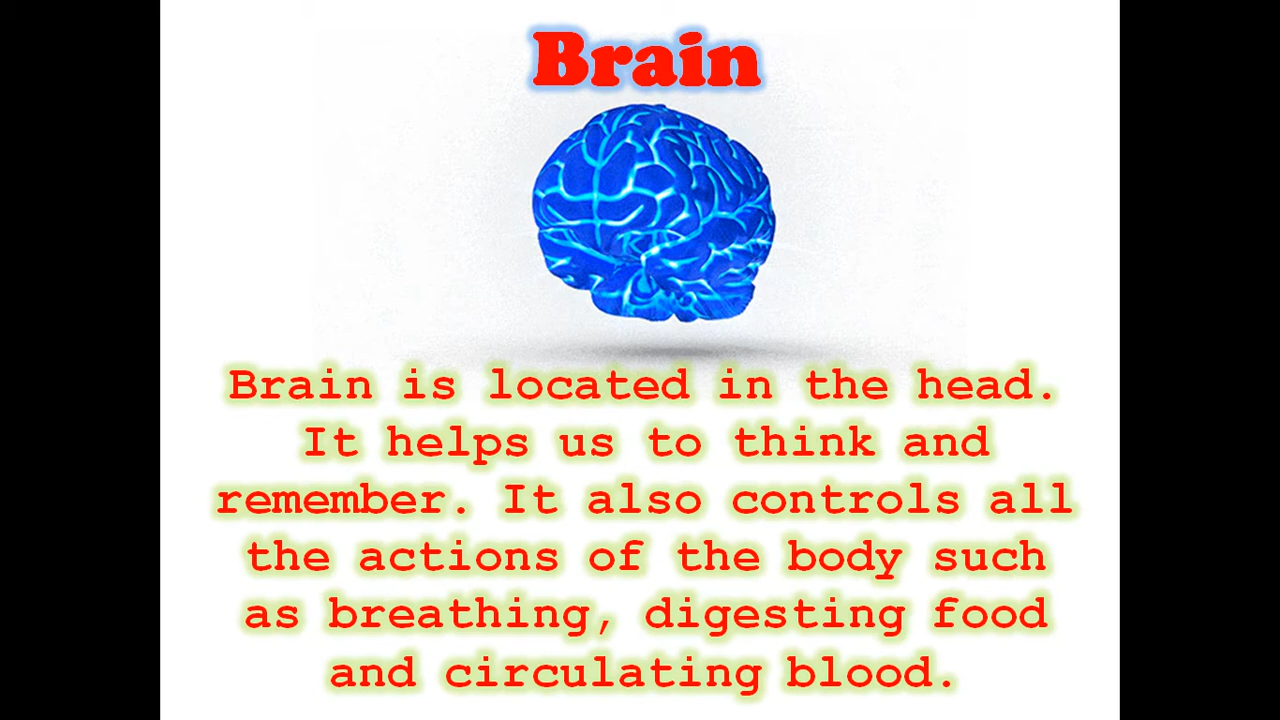 Brain
Brain is located in the head.
It helps us to think and
remember. It also controls all
the actions of the body such
as breathing, digesting food
and circulating blood.